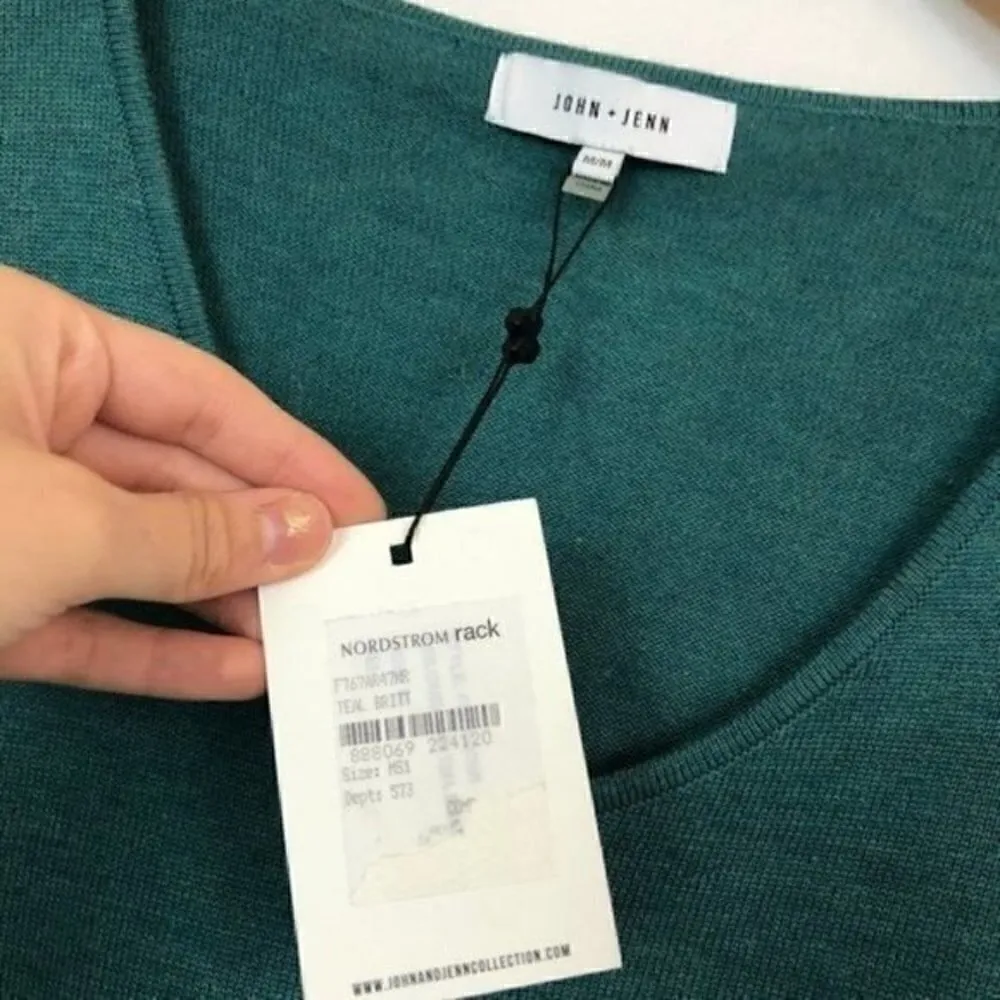 JOHN + JENN
M/M
NORDSTROM rack
TEAL BRITT
888069 224120
Size: MS1
Dept: 573
WWW.JOHNANDJENNCOLLECTION.COM